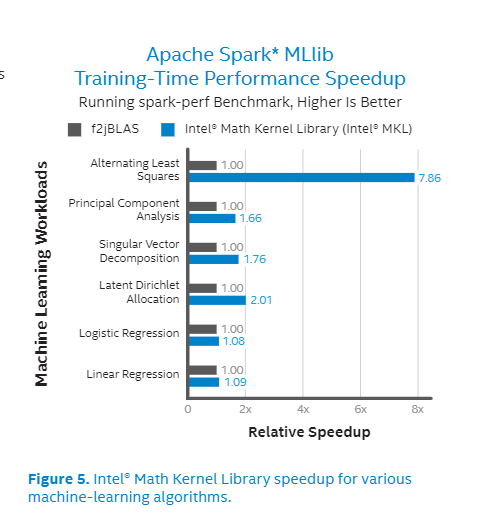 s
Apache Spark* MLlib
Training-Time Performance Speedup
Running spark-perf Benchmark, Higher Is Better
f2jBLAS Intel® Math Kernel Library (Intel® MKL)
Machine Learning Workloads
Alternating Least
Squares
1.00
7.86
Principal Component
Analysis
1.00
1.66
Singular Vector
Decomposition
1.00
1.76
Latent Dirichlet
Allocation
1.00
2.01
Logistic Regression
1.00
1.08
Linear Regression
1.00
1.09
0 2x 4x 6x 8x
Relative Speedup
Figure 5. Intel® Math Kernel Library speedup for various
machine-learning algorithms.